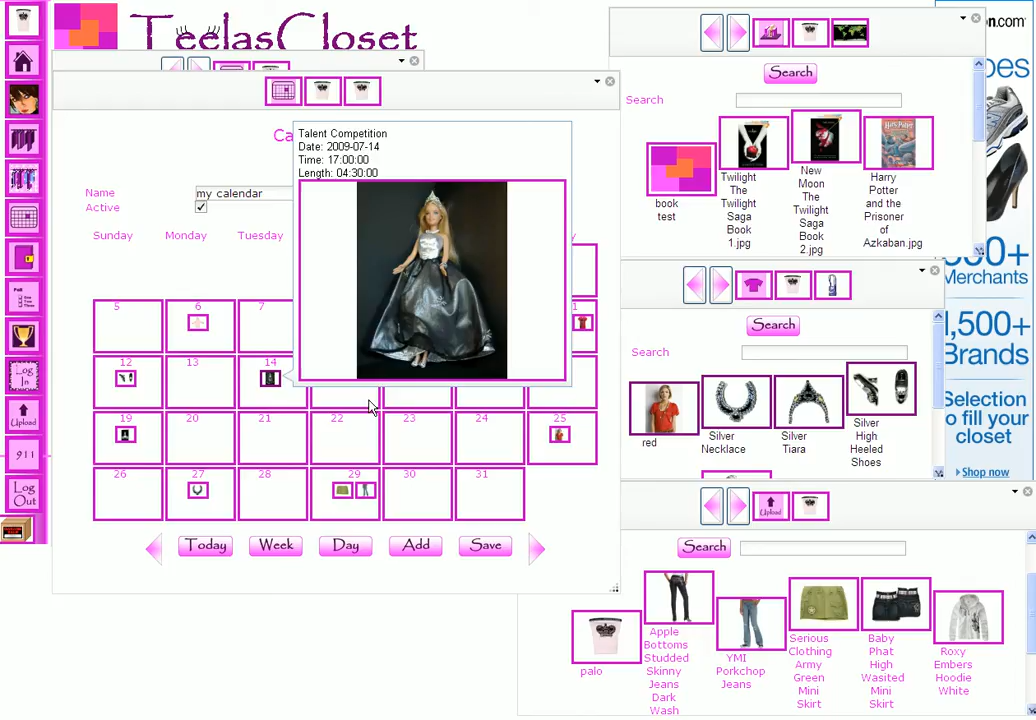 TeelasCloset
on.com
Search
Search
Talent Competition
Date: 2009-07-14
Time: 17:00:00
Length: 04:30:00
Ca
Name
my calendar
Active
Sunday
Monday
Tuesday
y
5
6
7
12
13
14
19
20
21
22
23
24
25
26
27
28
29
30
31
Today
Week
Day
Add
Save
book
test
Twilight
The
Twilight
Saga
Book
1.jpg
New
Moon
The
Twilight
Saga
Book
2.jpg
Harry
Potter
and the
Prisoner
of
Azkaban.jpg
Search
Search
red
Silver
Necklace
Silver
Tiara
Silver
High
Heeled
Shoes
Upload
Search
palo
Apple
Bottoms
Studded
Skinny
Jeans
Dark
Wash
YMI
Porkchop
Jeans
Serious
Clothing
Army
Green
Mini
Skirt
Baby
Phat
High
Wasited
Mini
Skirt
Roxy
Embers
Hoodie
White
Log
In
Upload
911
Log
Out
oes
0+
Merchants
1,500+
Brands
Selection
to fill your
closet
Shop now